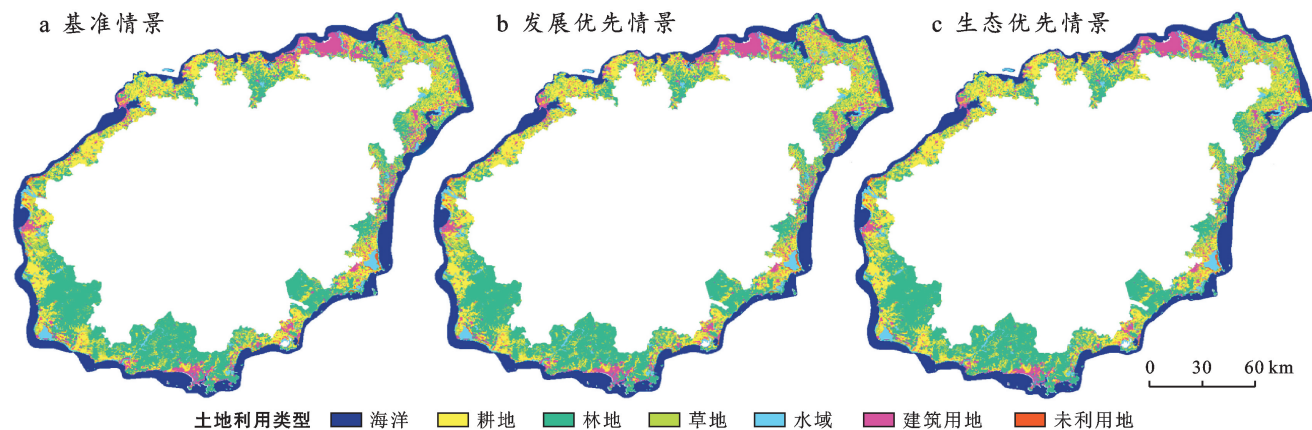 a 基准情景
b 发展优先情景
c 生态优先情景
0 30 60 km
土地利用类型 海洋 耕地 林地 草地 水域 建筑用地 未利用地